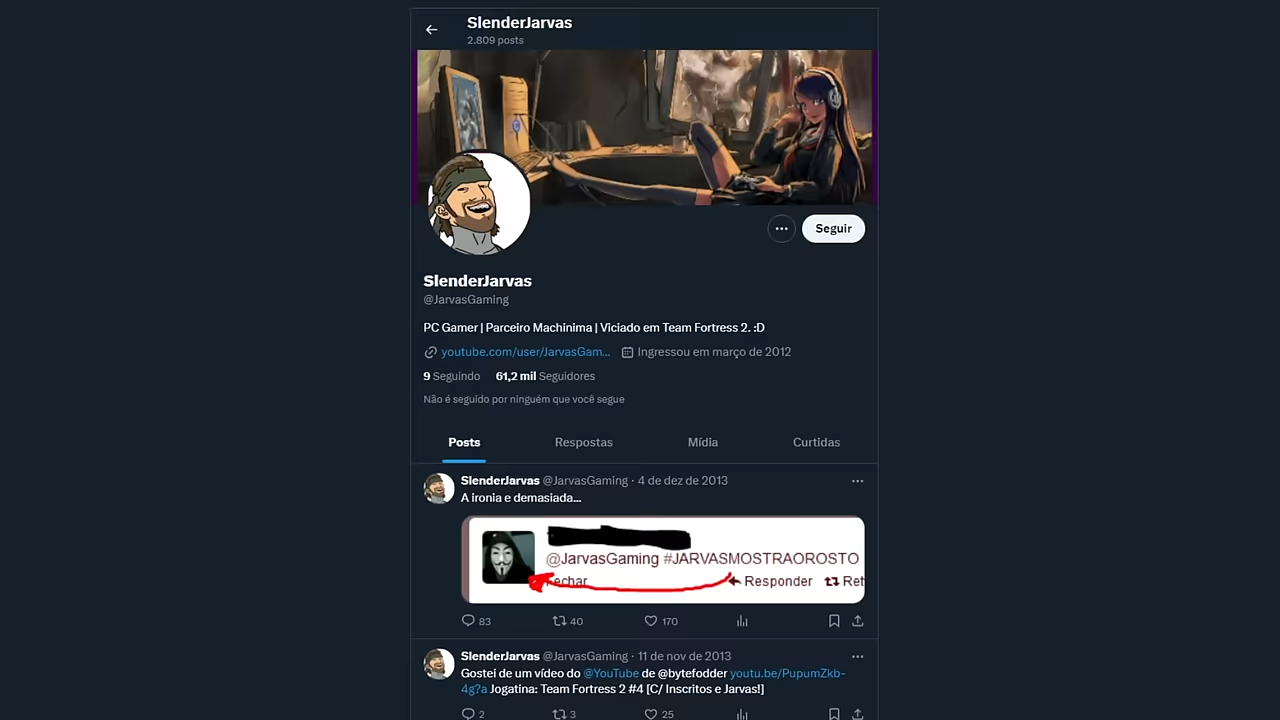 SlenderJarvas
2.809 posts
Seguir
SlenderJarvas
@JarvasGaming
PC Gamer | Parceiro Machinima | Viciado em Team Fortress 2. :D
youtube.com/user/JarvasGam... Ingressou em março de 2012
9 Seguindo 61,2 mil Seguidores
Não é seguido por ninguém que você segue
Posts Respostas Mídia Curtidas
SlenderJarvas @JarvasGaming · 4 de dez de 2013
A ironia e demasiada...
@JarvasGaming #JARVASMOSTRAOROSTO
Fechar Responder Ret
83 40 170
SlenderJarvas @JarvasGaming · 11 de nov de 2013
Gostei de um vídeo do @YouTube de @bytefodder youtu.be/PupumZkb-
4g?a Jogatina: Team Fortress 2 #4 [C/ Inscritos e Jarvas!]
2 3 25